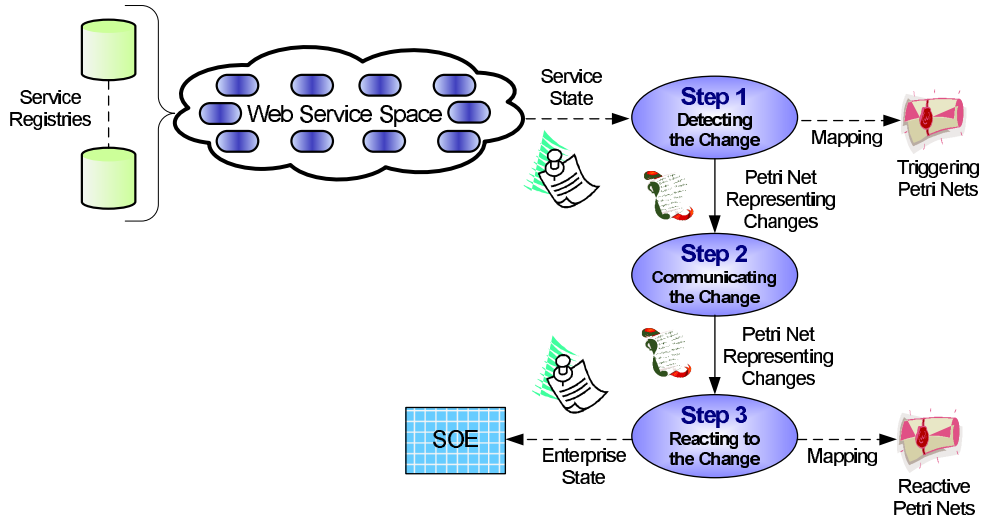 Service
Registries
Web Service Space
Service
State
Step 1
Detecting
the Change
Mapping
Triggering
Petri Nets
Petri Net
Representing
Changes
Step 2
Communicating
the Change
Petri Net
Representing
Changes
SOE
Enterprise
State
Step 3
Reacting to
the Change
Mapping
Reactive
Petri Nets